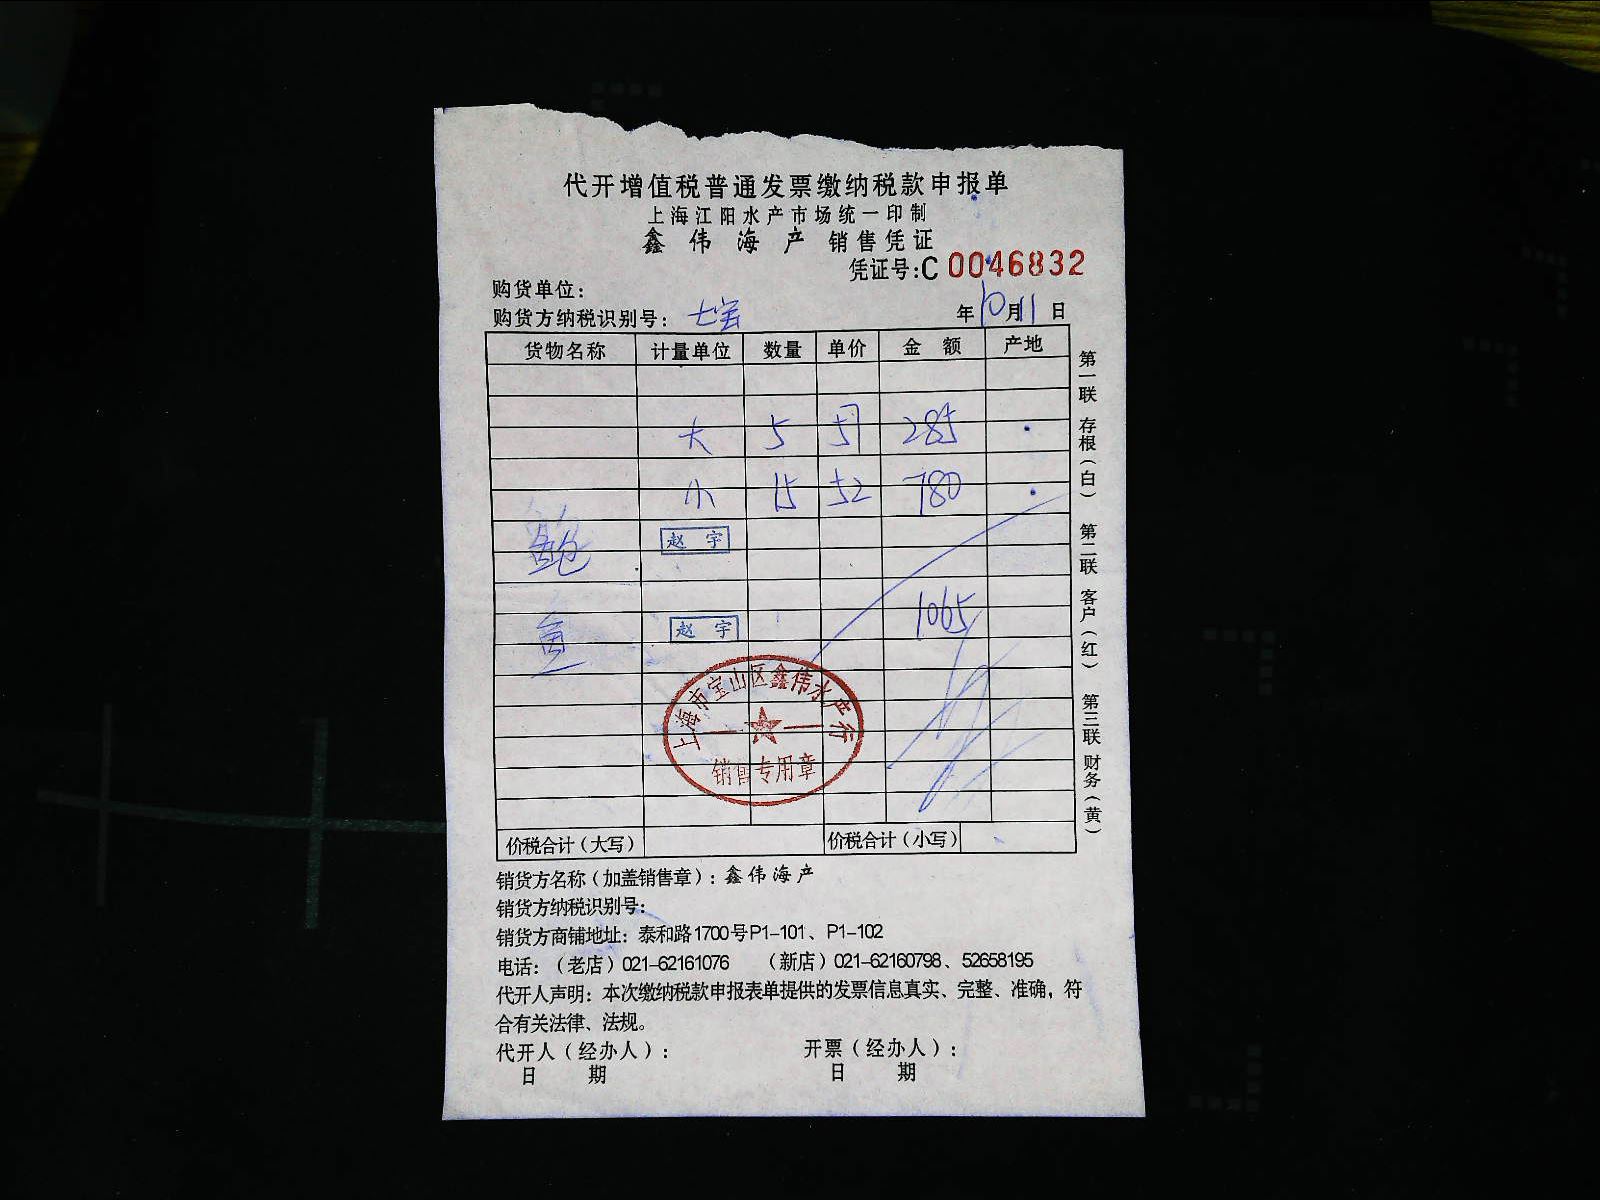 代开增值税普通发票缴纳税款申报单
上海江阳水产市场统一印制
鑫伟海产 销售凭证
凭证号:C 0046832
购货单位:
购货方纳税识别号: 七宝 年10月11日
货物名称 计量单位 数量 单价 金额 产地
大 5 57 285
小 15 52 780
鲍 赵宇
1065
鱼 赵宇
上海市宝山区鑫伟水产行
销售专用章
价税合计(大写) 价税合计(小写)
第一联 存根(白) 第二联 客户(红) 第三联 财务(黄)
销货方名称(加盖销售章): 鑫伟海产
销货方纳税识别号:
销货方商铺地址: 泰和路1700号P1-101、P1-102
电话:(老店)021-62161076 (新店)021-62160798、52658195
代开人声明: 本次缴纳税款申报表单提供的发票信息真实、完整、准确, 符
合有关法律、法规。
代开人(经办人): 开票(经办人):
日期 日期